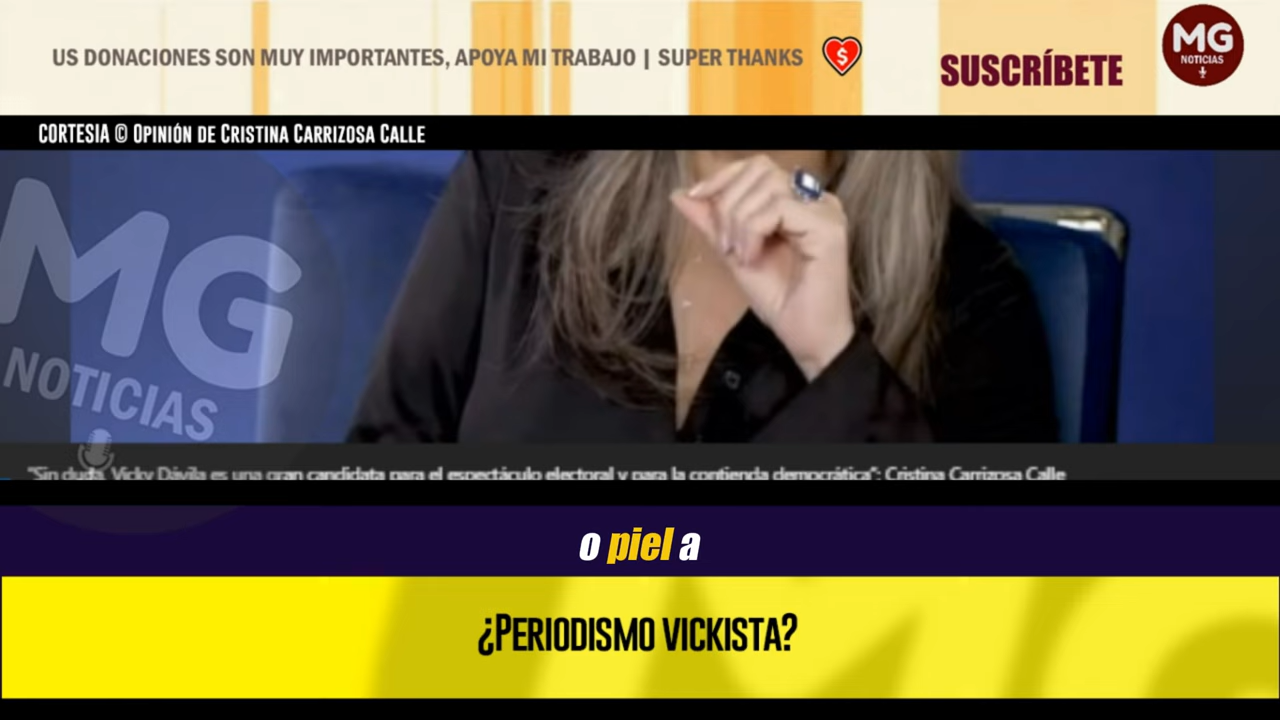 US DONACIONES SON MUY IMPORTANTES, APOYA MI TRABAJO | SUPER THANKS
$
SUSCRÍBETE
MG
NOTICIAS
CORTESIA © OPINIÓN DE CRISTINA CARRIZOSA CALLE
MG
NOTICIAS
"Sin duda, Vicky Dávila es una gran candidata para el espectáculo electoral y para la contienda democrática": Cristina Carrizosa Calle
o piel a
¿PERIODISMO VICKISTA?